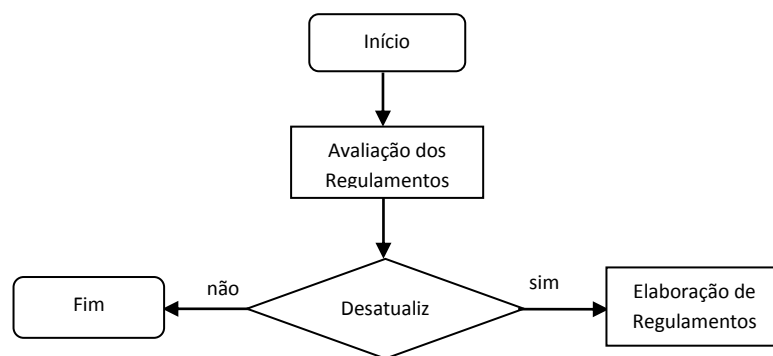 Início
Avaliação dos
Regulamentos
não
sim
Fim
Desatualiz
Elaboração de
Regulamentos